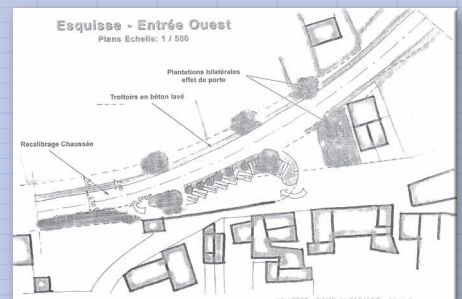 Esquisse - Entrée Ouest
Plans Echelle: 1 / 500
Plantations bilatérales
effet de porte
Trottoirs en béton lavé
Recalibrage Chaussée